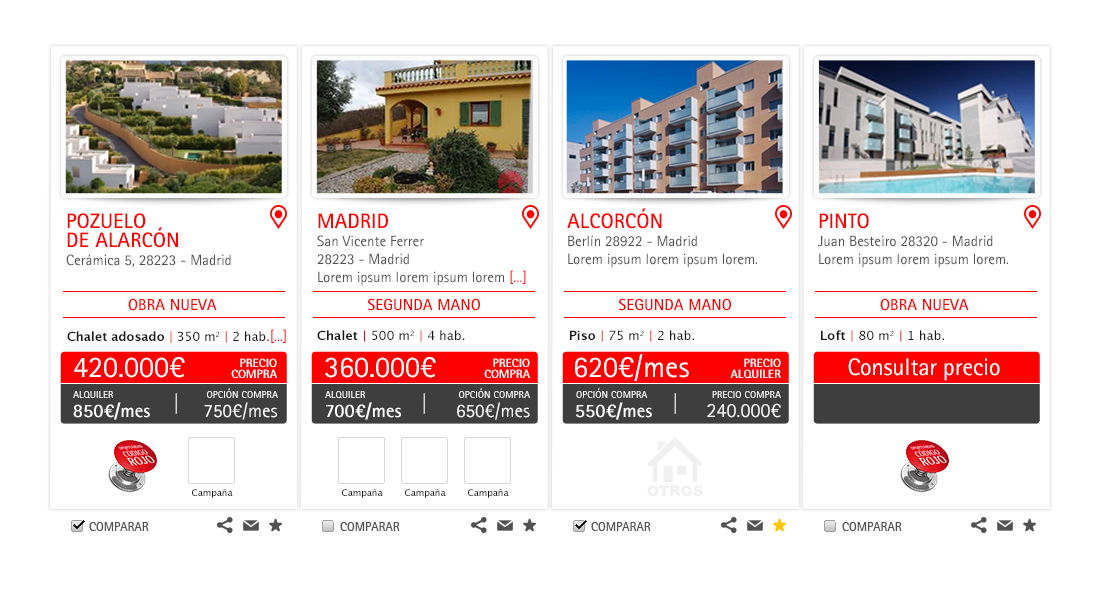 POZUELO
DE ALARCÓN
Cerámica 5, 28223 - Madrid
OBRA NUEVA
Chalet adosado | 350 m² | 2 hab.[...]
420.000€
PRECIO
COMPRA
ALQUILER
850€/mes
OPCIÓN COMPRA
750€/mes
CÓDIGO
ROJO
Campaña
COMPARAR
MADRID
San Vicente Ferrer
28223 - Madrid
Lorem ipsum lorem ipsum lorem [...]
SEGUNDA MANO
Chalet | 500 m² | 4 hab.
360.000€
PRECIO
COMPRA
ALQUILER
700€/mes
OPCIÓN COMPRA
650€/mes
Campaña
Campaña
Campaña
COMPARAR
ALCORCÓN
Berlín 28922 - Madrid
Lorem ipsum lorem ipsum lorem.
SEGUNDA MANO
Piso | 75 m² | 2 hab.
620€/mes
PRECIO
ALQUILER
OPCIÓN COMPRA
550€/mes
PRECIO COMPRA
240.000€
OTROS
COMPARAR
PINTO
Juan Besteiro 28320 - Madrid
Lorem ipsum lorem ipsum lorem.
OBRA NUEVA
Loft | 80 m² | 1 hab.
Consultar precio
CÓDIGO
ROJO
COMPARAR